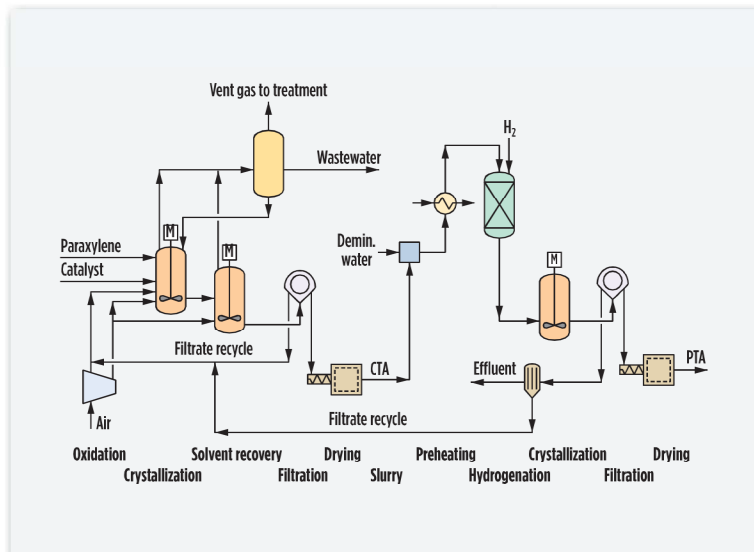 Vent gas to treatment
H₂
Wastewater
M
M
Paraxylene
Demin.
water
Catalyst
M
Filtrate recycle
CTA
Effluent
PTA
Air
Filtrate recycle
Oxidation Solvent recovery Drying Preheating Crystallization Drying
Crystallization Filtration Slurry Hydrogenation Filtration